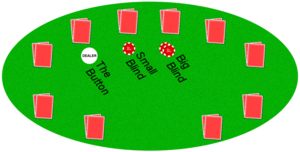 DEALER
The
Button
Small
Blind
Big
Blind